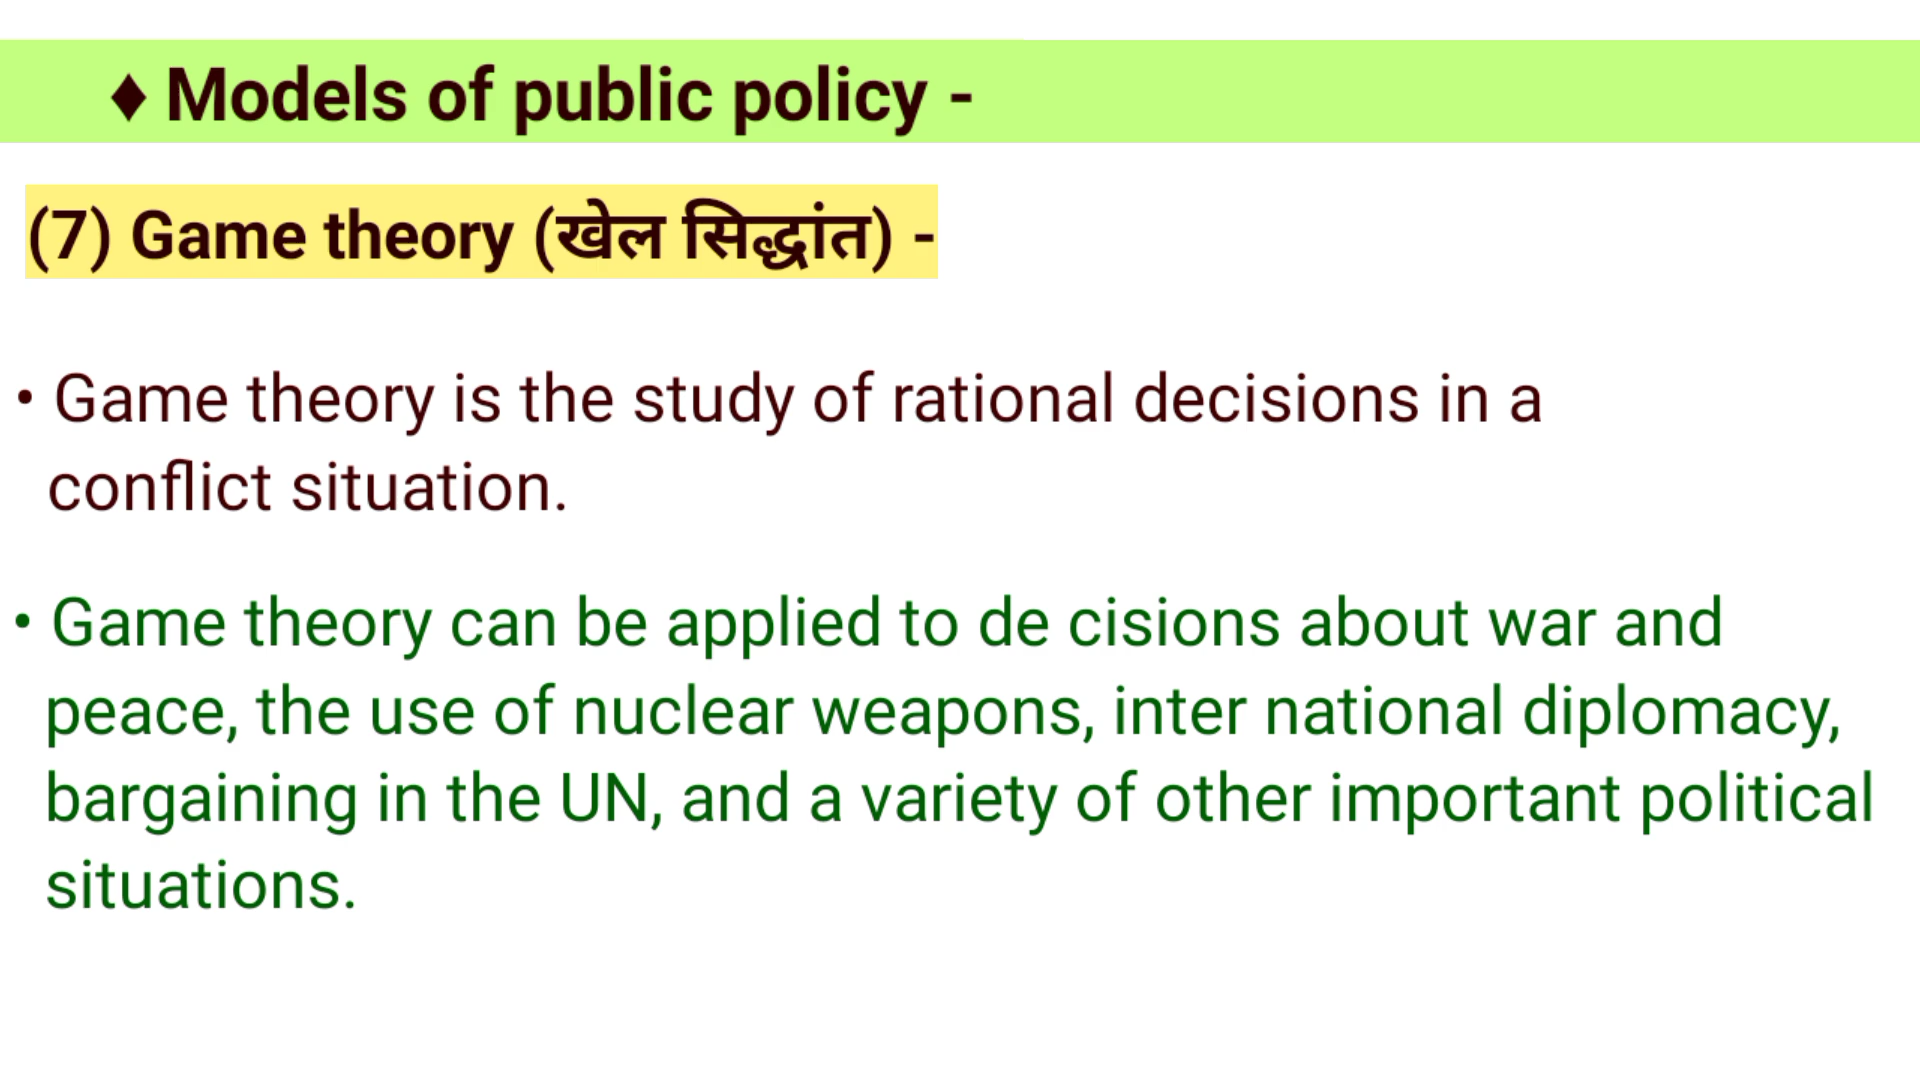 ♦ Models of public policy -
(7) Game theory (खेल सिद्धांत) -
• Game theory is the study of rational decisions in a
conflict situation.
• Game theory can be applied to de cisions about war and
peace, the use of nuclear weapons, inter national diplomacy,
bargaining in the UN, and a variety of other important political
situations.